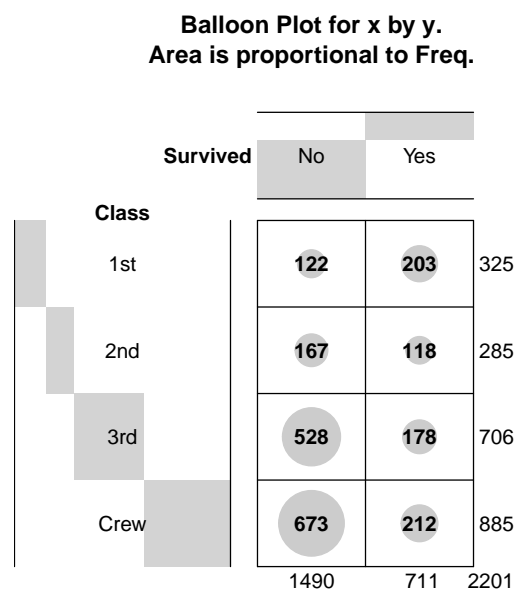 Balloon Plot for x by y.
Area is proportional to Freq.
Survived No Yes
Class
1st 122 203 325
2nd 167 118 285
3rd 528 178 706
Crew 673 212 885
1490 711 2201